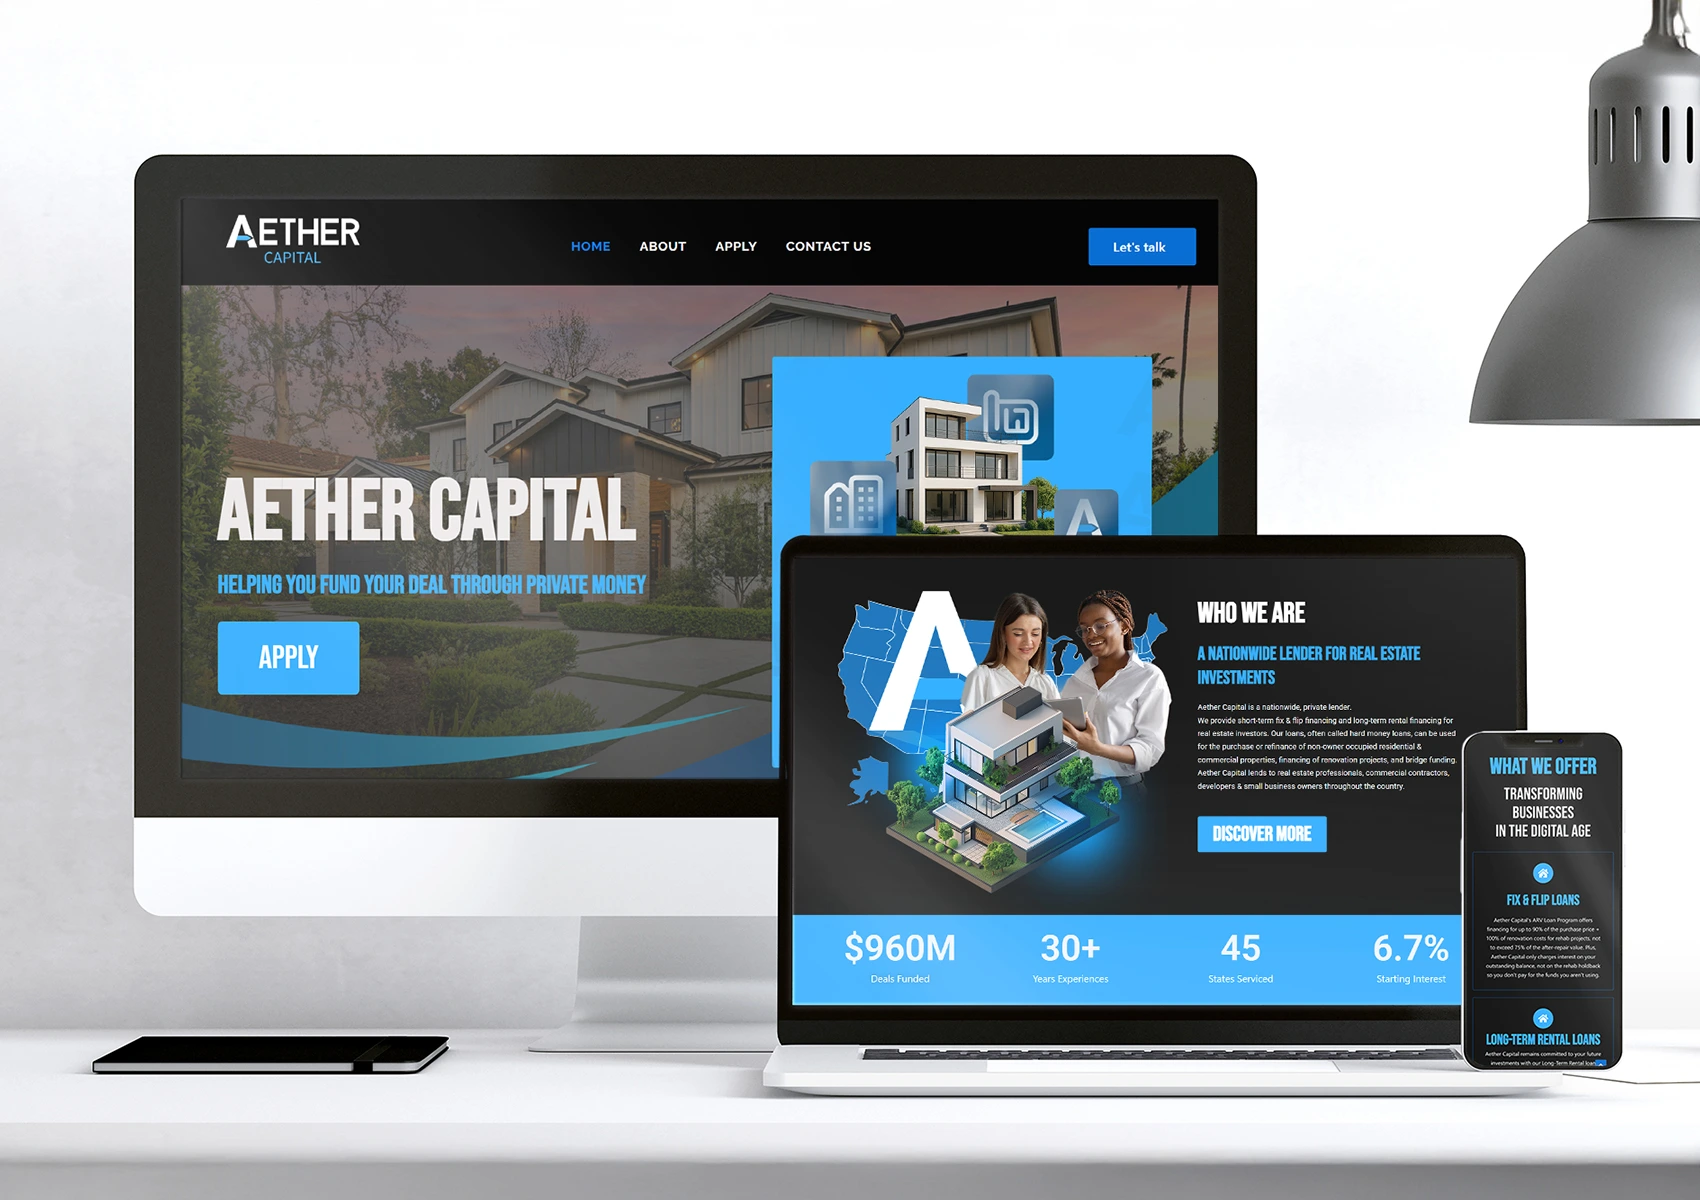 AETHER
CAPITAL
HOME ABOUT APPLY CONTACT US
Let's talk
AETHER CAPITAL
HELPING YOU FUND YOUR DEAL THROUGH PRIVATE MONEY
APPLY
WHO WE ARE
A NATIONWIDE LENDER FOR REAL ESTATE
INVESTMENTS
Aether Capital is a nationwide, private lender.
We provide short-term fix & flip financing and long-term rental financing for
real estate investors. Our loans, often called hard money loans, can be used
for the purchase or refinance of non-owner occupied residential &
commercial properties, financing of renovation projects, and bridge funding.
Aether Capital lends to real estate professionals, commercial contractors,
developers & small business owners throughout the country.
DISCOVER MORE
$960M 30+ 45 6.7%
Deals Funded Years Experiences States Serviced Starting Interest
WHAT WE OFFER
TRANSFORMING
BUSINESSES
IN THE DIGITAL AGE
FIX & FLIP LOANS
Aether Capital's ARV Loan Program offers
financing for up to 90% of the purchase price +
100% of renovation costs for rehab projects, not
to exceed 75% of the after-repair value. Plus,
Aether Capital only charges interest on your
outstanding balance, not on the rehab holdback
so you don't pay for the funds you aren't using.
LONG-TERM RENTAL LOANS
Aether Capital remains committed to your future
investments with our Long-Term Rental loan